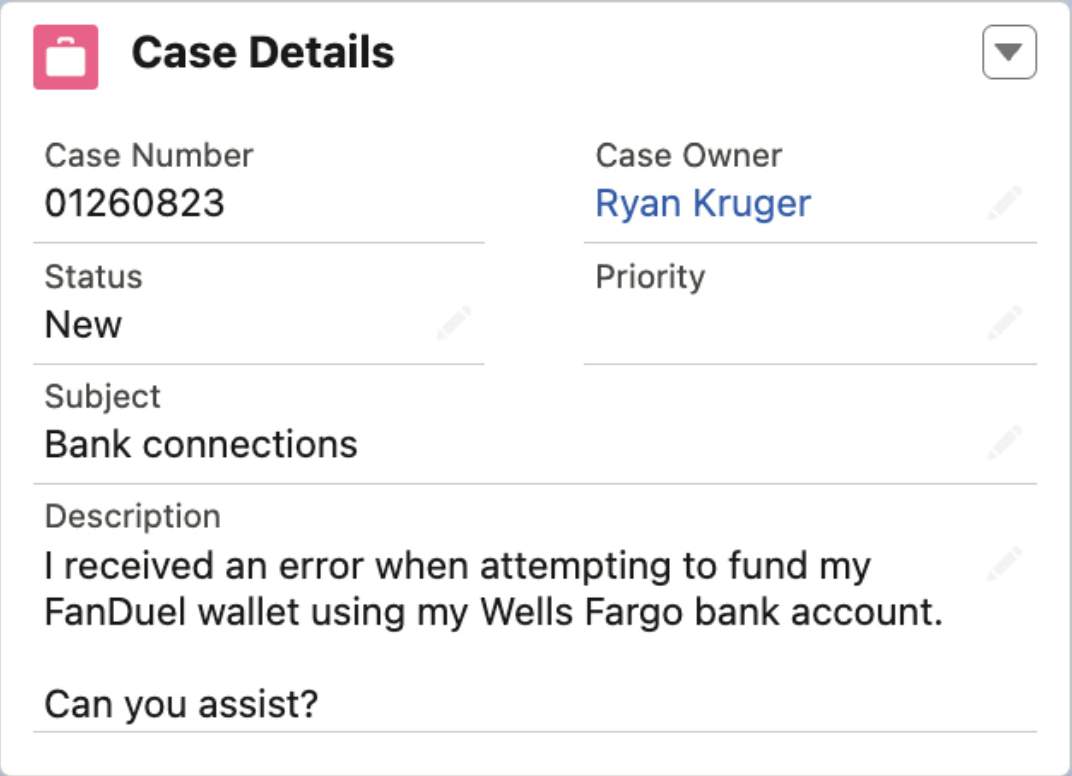 Case Details
Case Number
01260823
Case Owner
Ryan Kruger
Status
New
Priority
Subject
Bank connections
Description
I received an error when attempting to fund my
FanDuel wallet using my Wells Fargo bank account.
Can you assist?